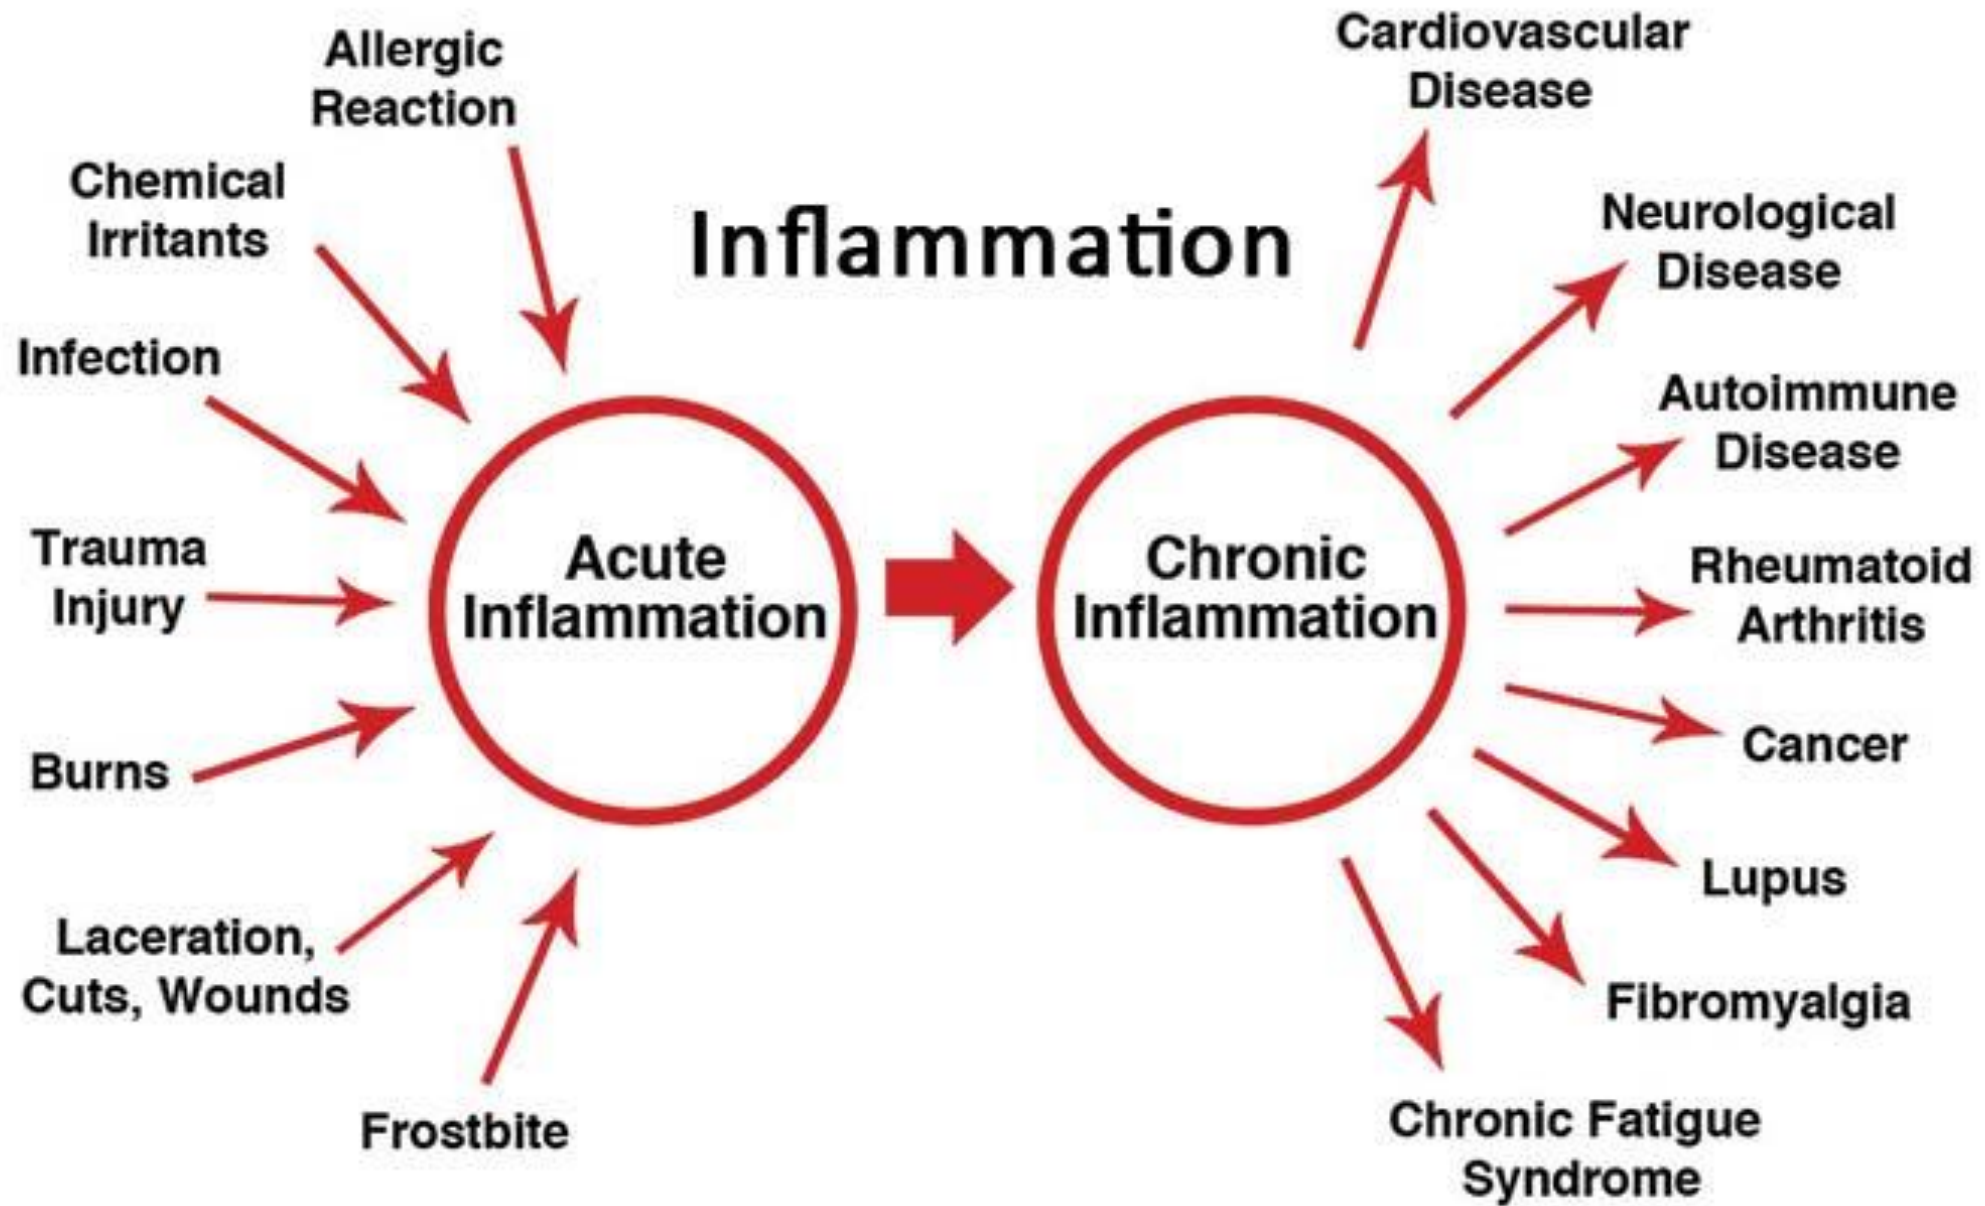 Inflammation
Allergic
Reaction
Chemical
Irritants
Infection
Trauma
Injury
Burns
Laceration,
Cuts, Wounds
Frostbite
Acute
Inflammation
Chronic
Inflammation
Cardiovascular
Disease
Neurological
Disease
Autoimmune
Disease
Rheumatoid
Arthritis
Cancer
Lupus
Fibromyalgia
Chronic Fatigue
Syndrome